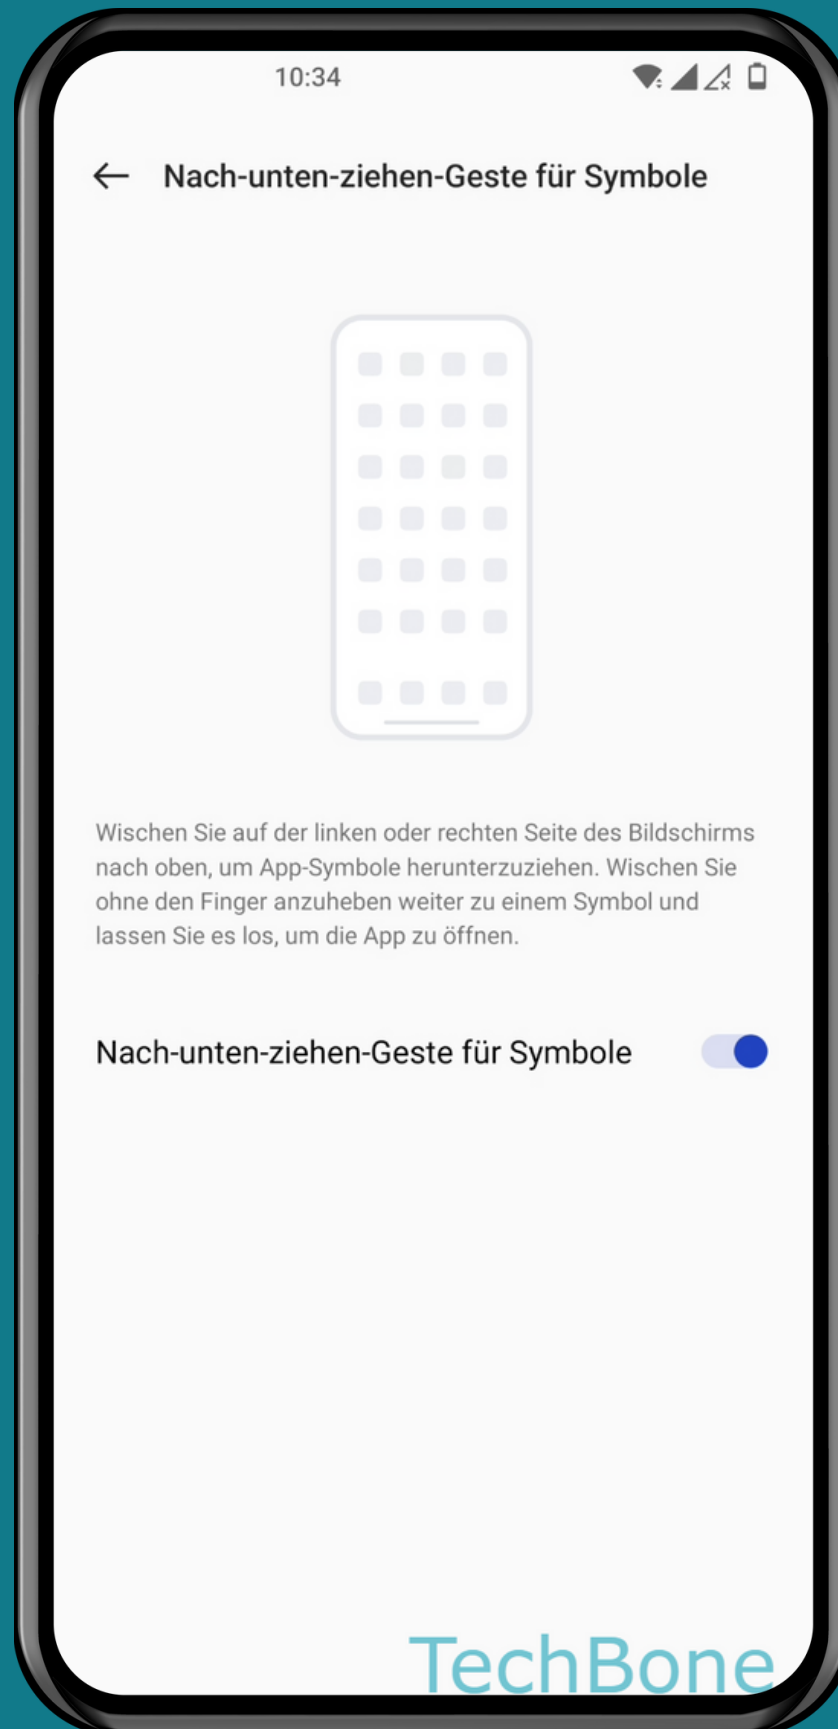 10:34
Nach-unten-ziehen-Geste für Symbole
Wischen Sie auf der linken oder rechten Seite des Bildschirms
nach oben, um App-Symbole herunterzuziehen. Wischen Sie
ohne den Finger anzuheben weiter zu einem Symbol und
lassen Sie es los, um die App zu öffnen.
Nach-unten-ziehen-Geste für Symbole
TechBone